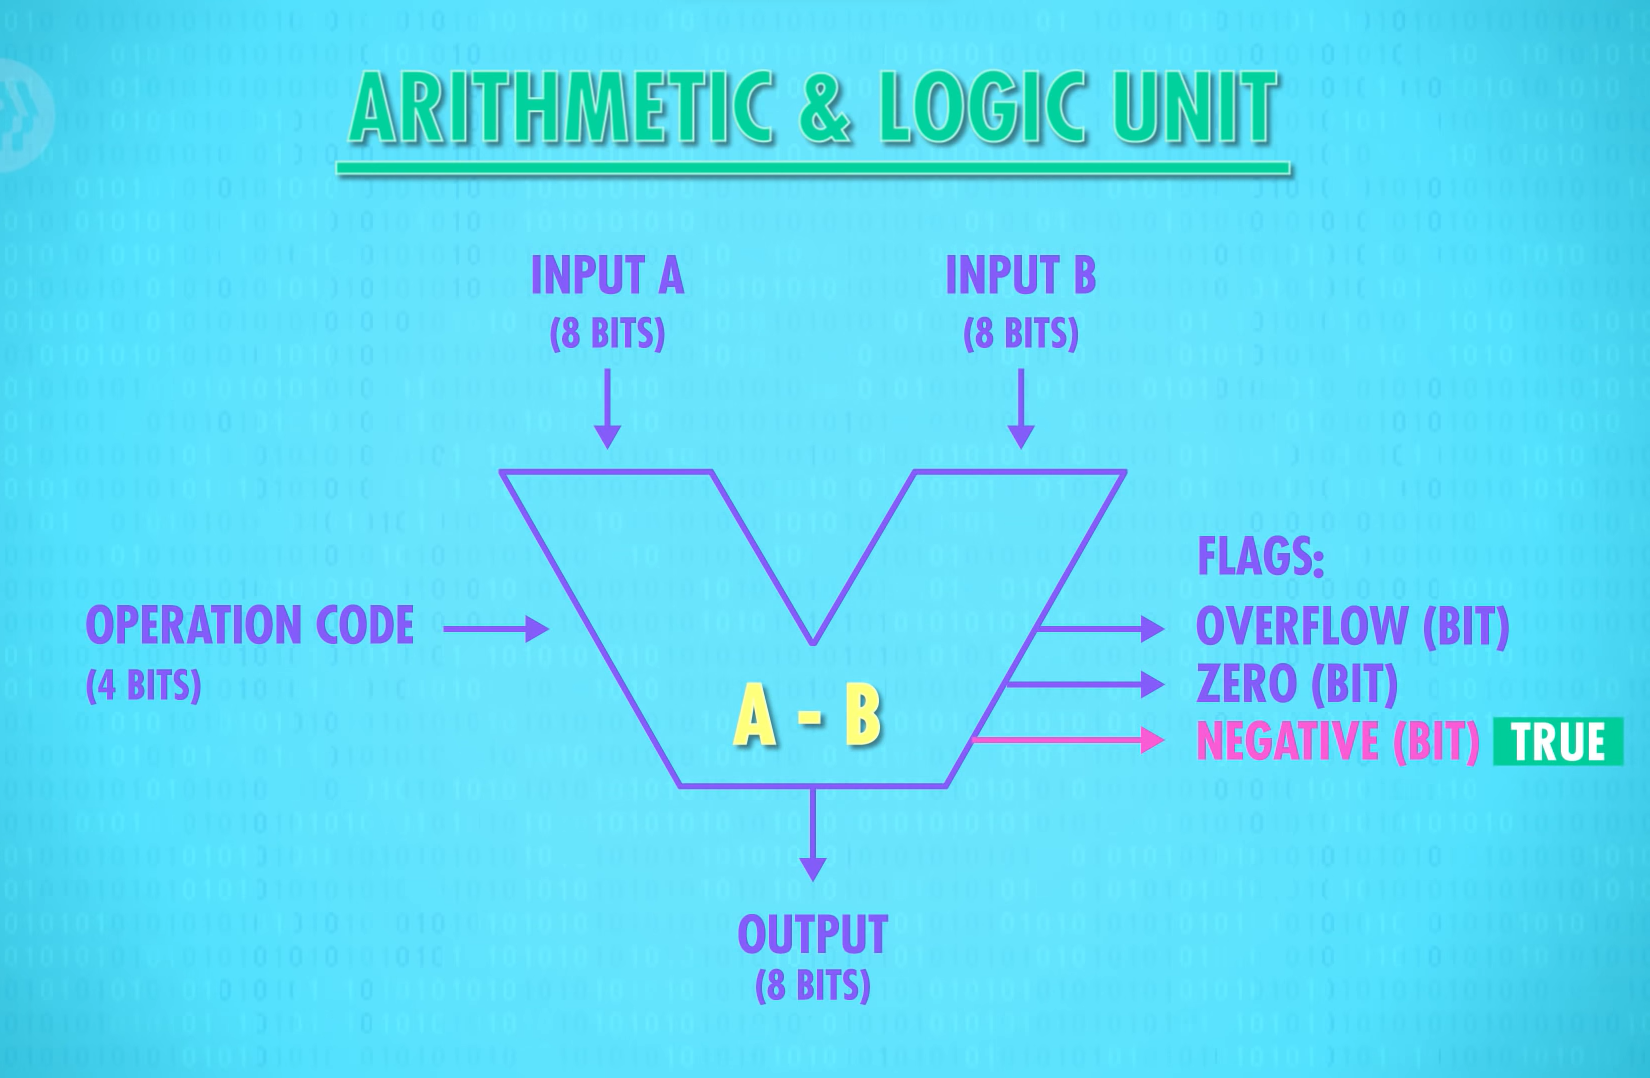 ARITHMETIC & LOGIC UNIT
INPUT A
(8 BITS)
INPUT B
(8 BITS)
OPERATION CODE
(4 BITS)
A - B
FLAGS:
OVERFLOW (BIT)
ZERO (BIT)
NEGATIVE (BIT) TRUE
OUTPUT
(8 BITS)